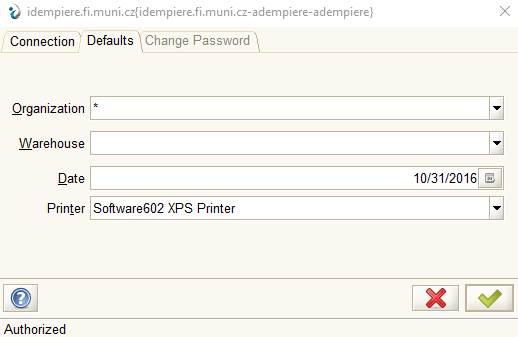 idempiere.fi.muni.cz{idempiere.fi.muni.cz-adempiere-adempiere}
Connection Defaults Change Password
Organization *
Warehouse
Date 10/31/2016
Printer Software602 XPS Printer
Authorized